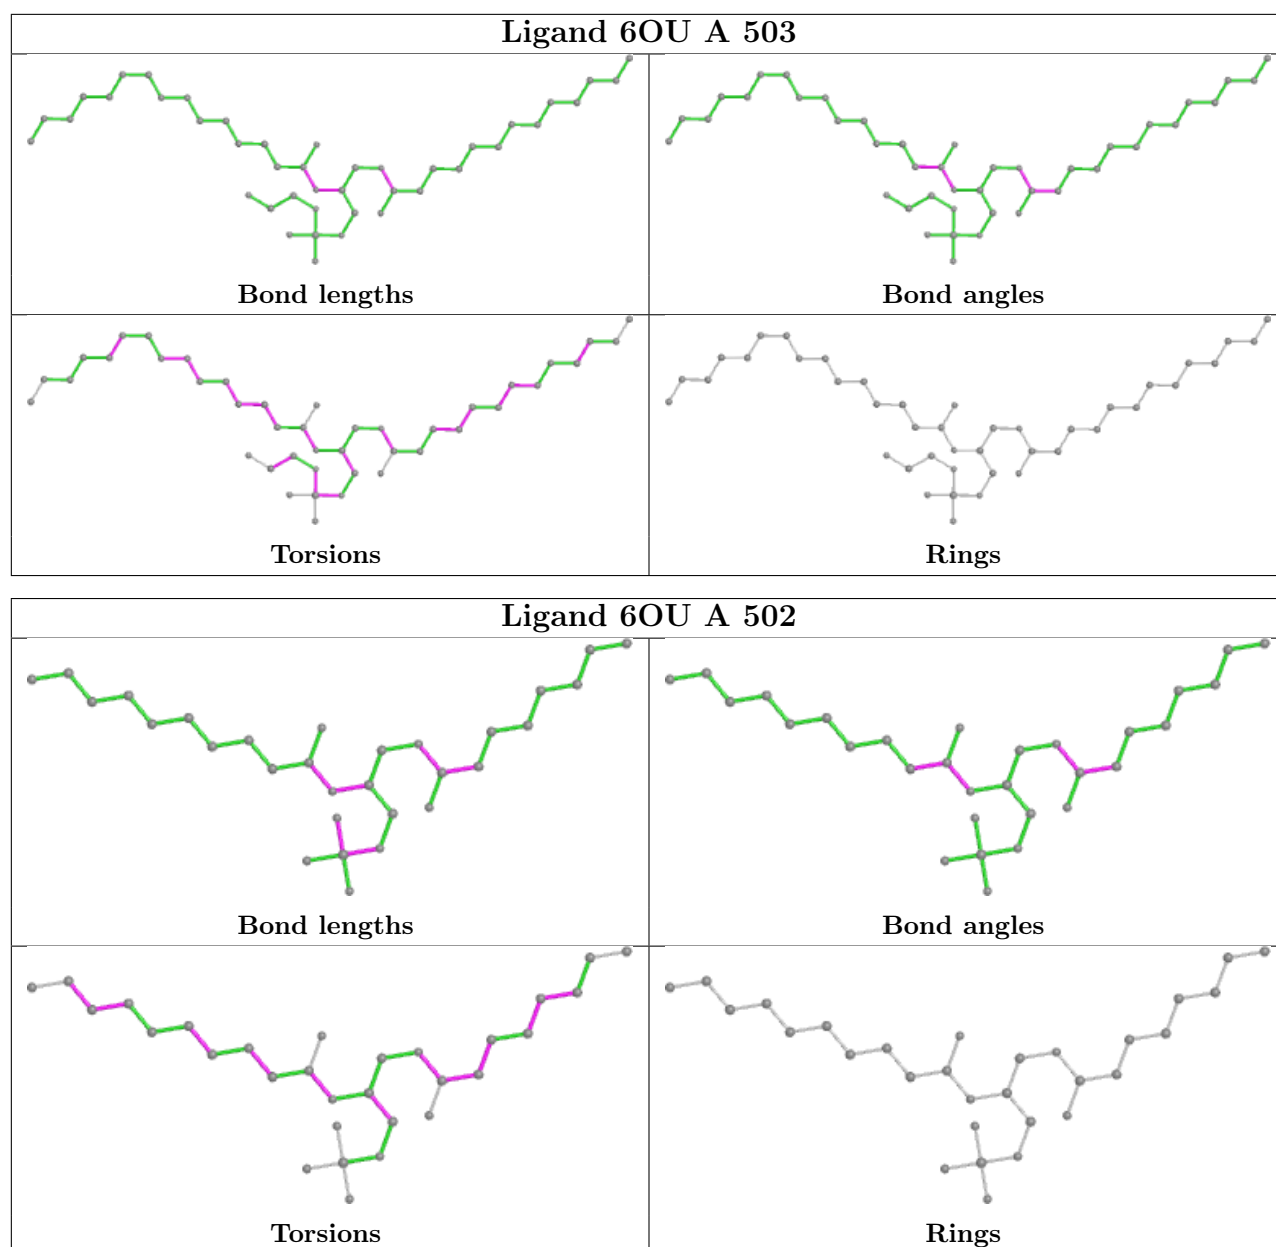 Ligand 6OU A 503
Bond lengths
Bond angles
Torsions
Rings
Ligand 6OU A 502
Bond lengths
Bond angles
Torsions
Rings